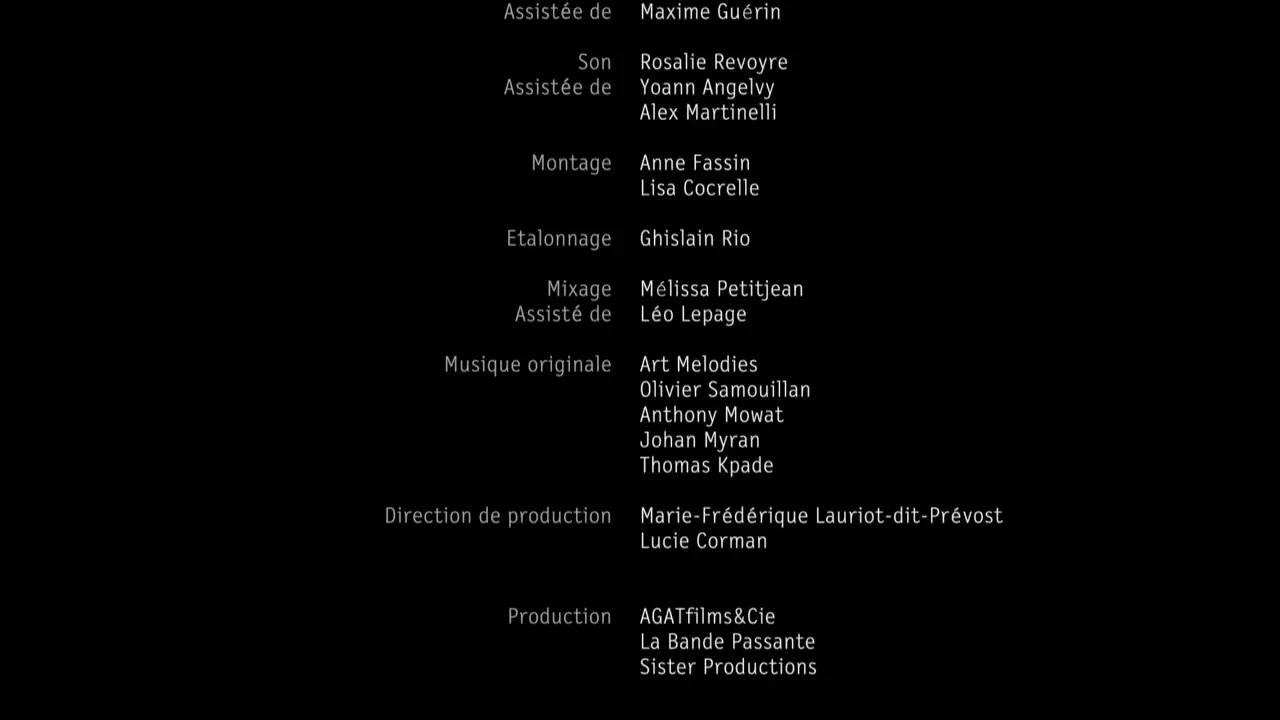 Assistée de Maxime Guérin
Son Rosalie Revoyre
Assistée de Yoann Angelvy
Alex Martinelli
Montage Anne Fassin
Lisa Cocrelle
Etalonnage Ghislain Rio
Mixage Mélissa Petitjean
Assisté de Léo Lepage
Musique originale Art Melodies
Olivier Samouillan
Anthony Mowat
Johan Myran
Thomas Kpade
Direction de production Marie-Frédérique Lauriot-dit-Prévost
Lucie Corman
Production AGATfilms&Cie
La Bande Passante
Sister Productions